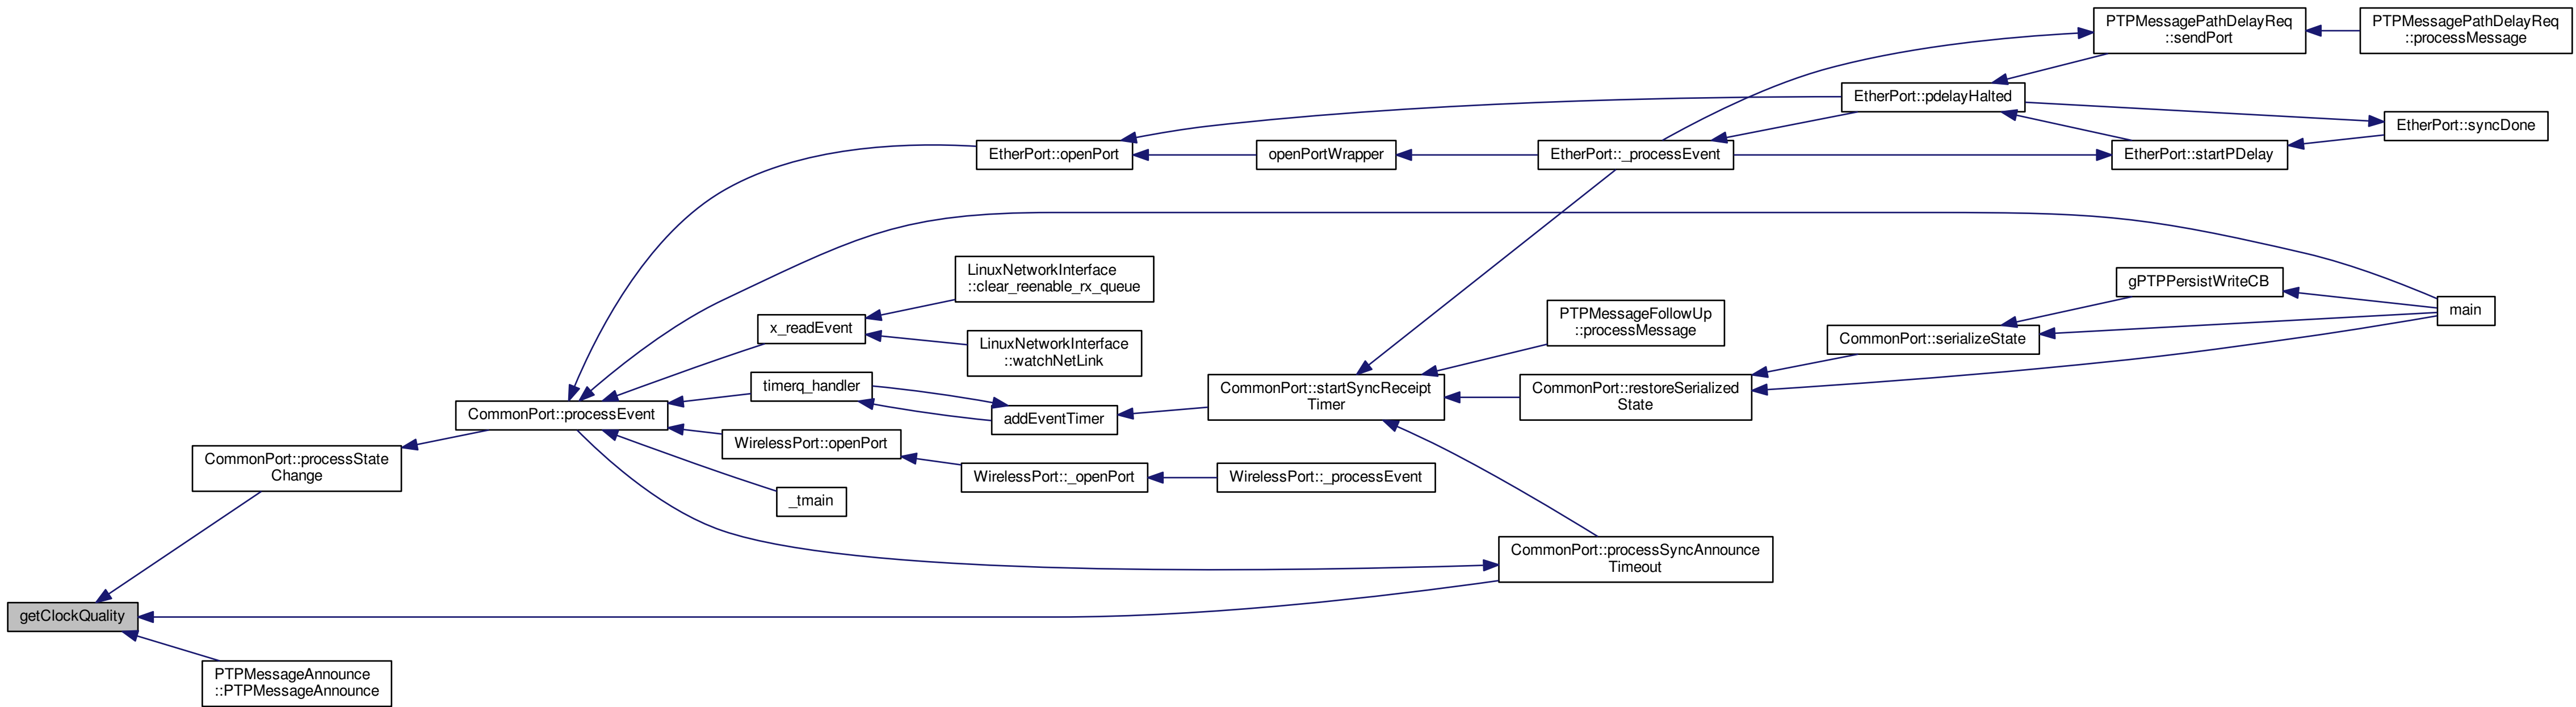 PTPMessagePathDelayReq
::sendPort
PTPMessagePathDelayReq
::processMessage
EtherPort::pdelayHalted
EtherPort::syncDone
EtherPort::openPort
openPortWrapper
EtherPort::_processEvent
EtherPort::startPDelay
LinuxNetworkInterface
::clear_reenable_rx_queue
gPTPPersistWriteCB
main
x_readEvent
PTPMessageFollowUp
::processMessage
CommonPort::serializeState
LinuxNetworkInterface
::watchNetLink
timerq_handler
CommonPort::startSyncReceipt
Timer
CommonPort::restoreSerialized
State
CommonPort::processEvent
addEventTimer
WirelessPort::openPort
CommonPort::processState
Change
WirelessPort::_openPort
WirelessPort::_processEvent
_tmain
CommonPort::processSyncAnnounce
Timeout
getClockQuality
PTPMessageAnnounce
::PTPMessageAnnounce